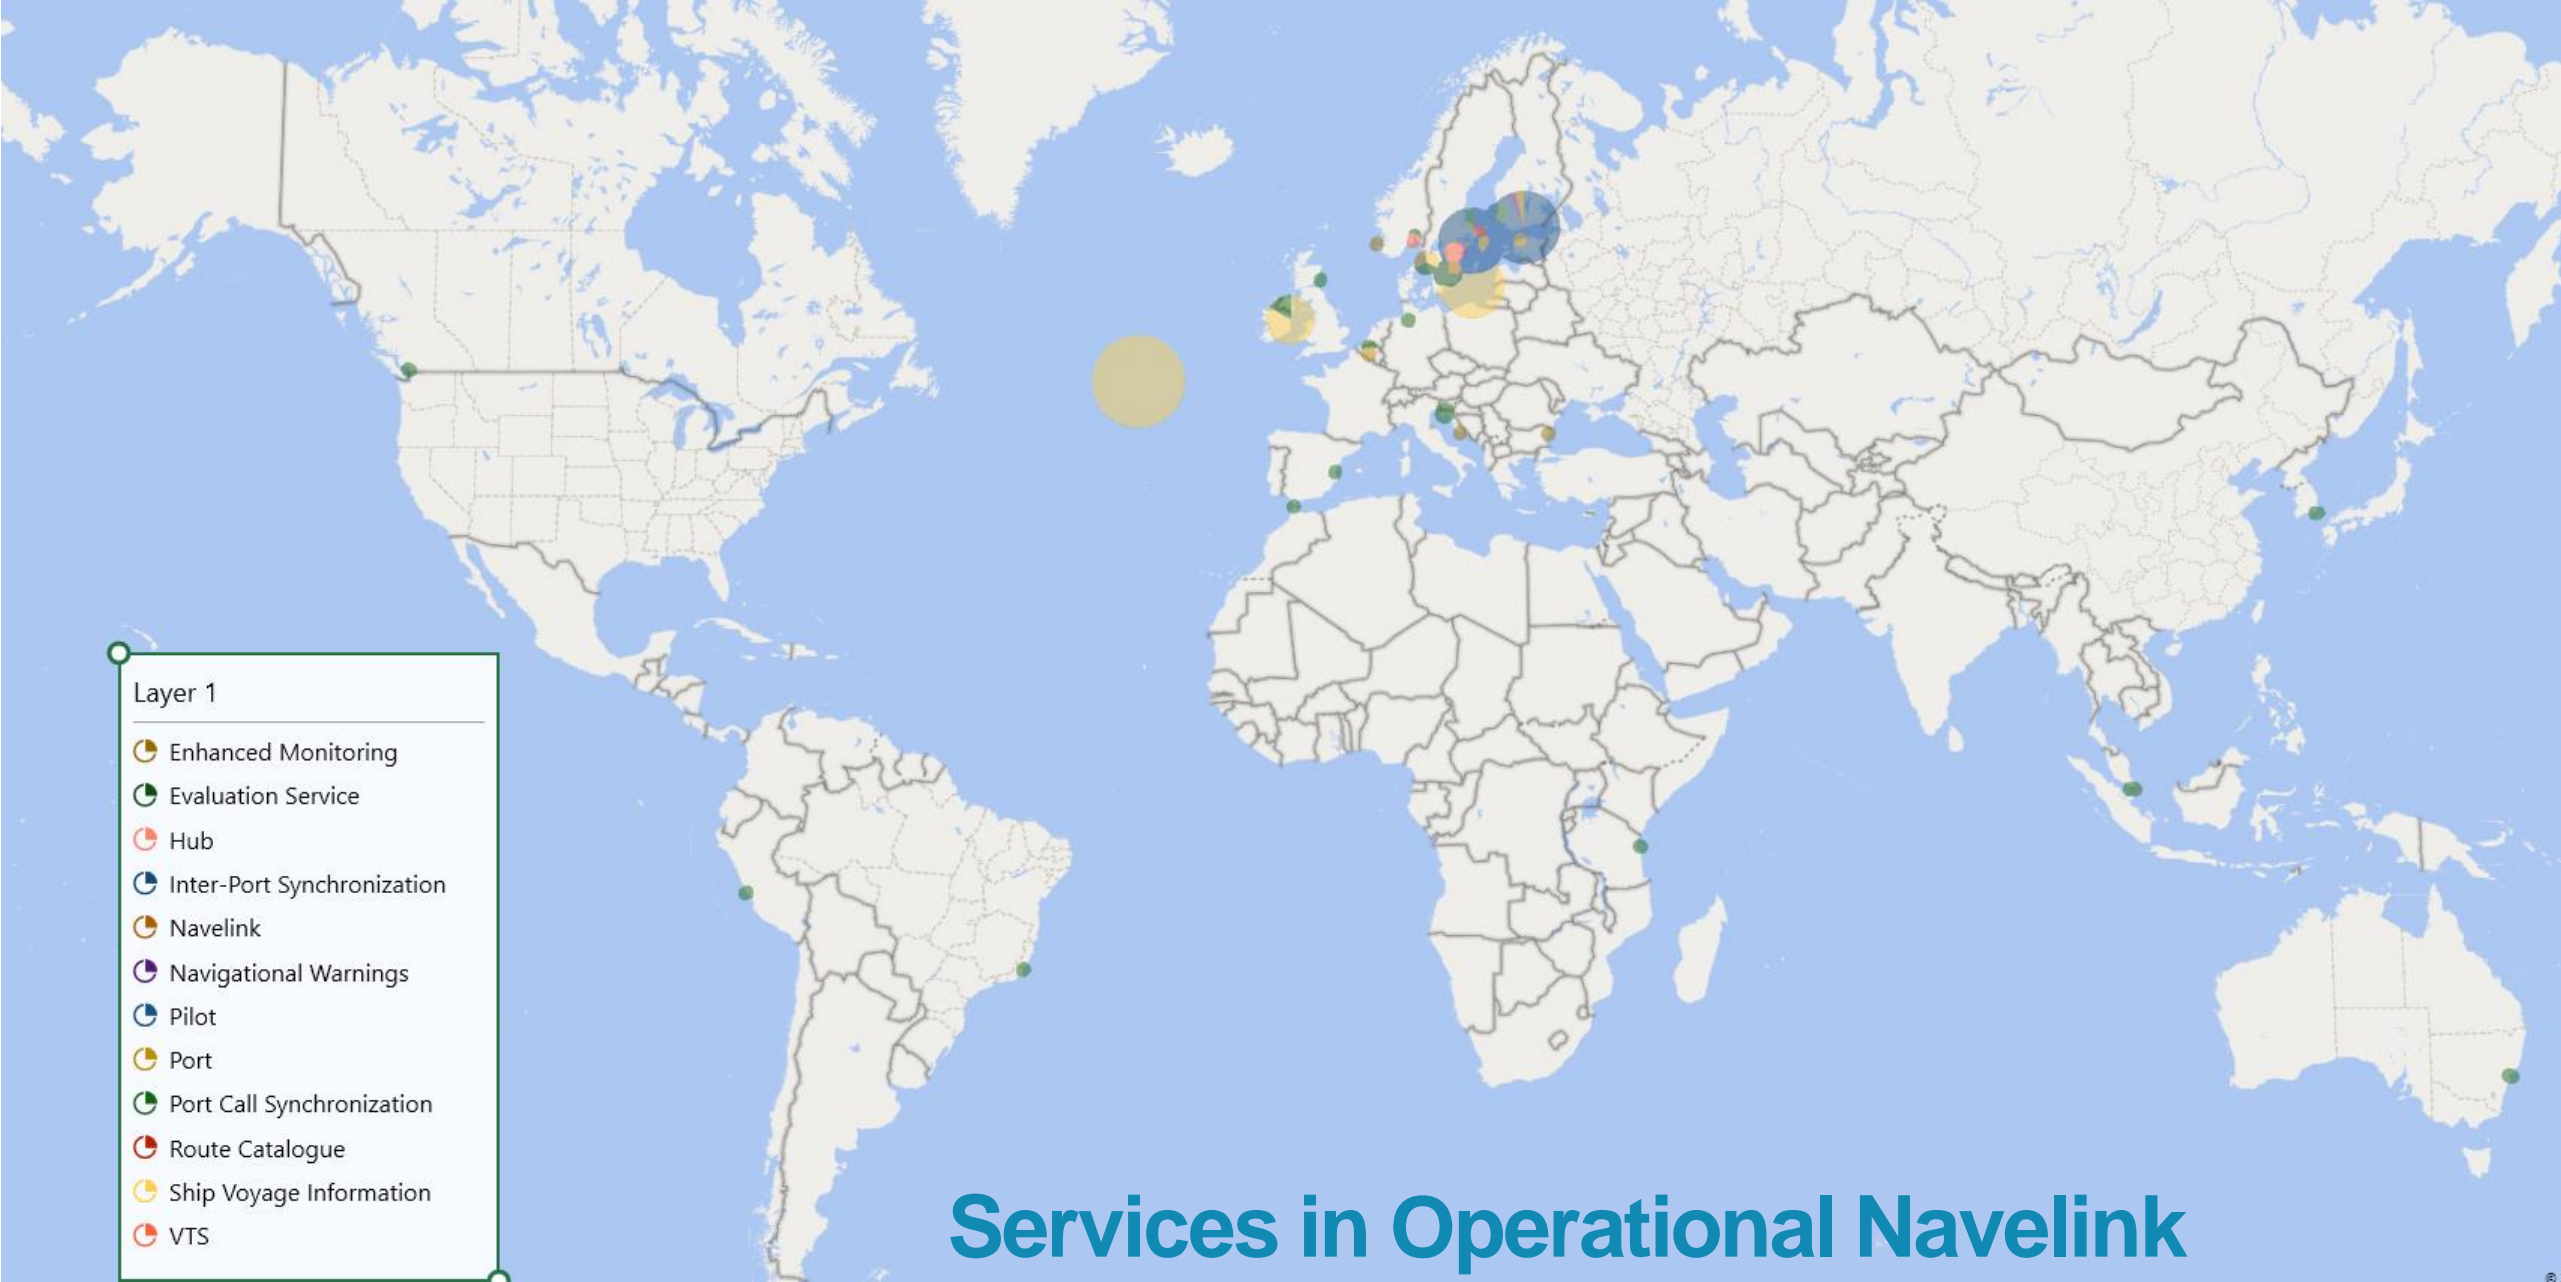 Layer 1
Enhanced Monitoring
Evaluation Service
Hub
Inter-Port Synchronization
Navelink
Navigational Warnings
Pilot
Port
Port Call Synchronization
Route Catalogue
Ship Voyage Information
VTS
Services in Operational Navelink
©